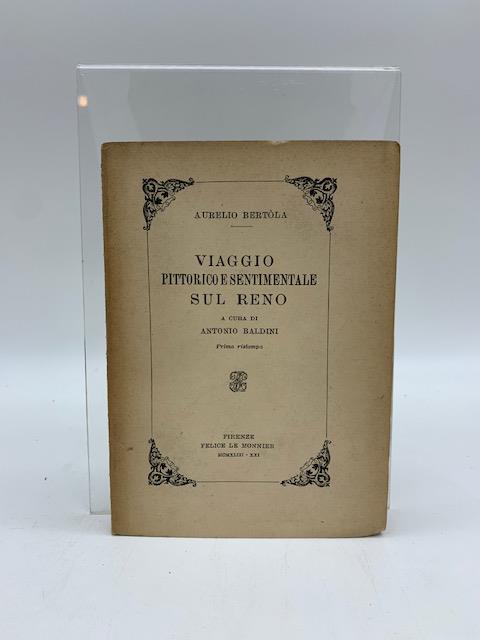 AURELIO BERTÒLA
VIAGGIO
PITTORICO E SENTIMENTALE
SUL RENO
A CURA DI
ANTONIO BALDINI
Prima ristampa
FIRENZE
FELICE LE MONNIER
MCMXLIII - XXI